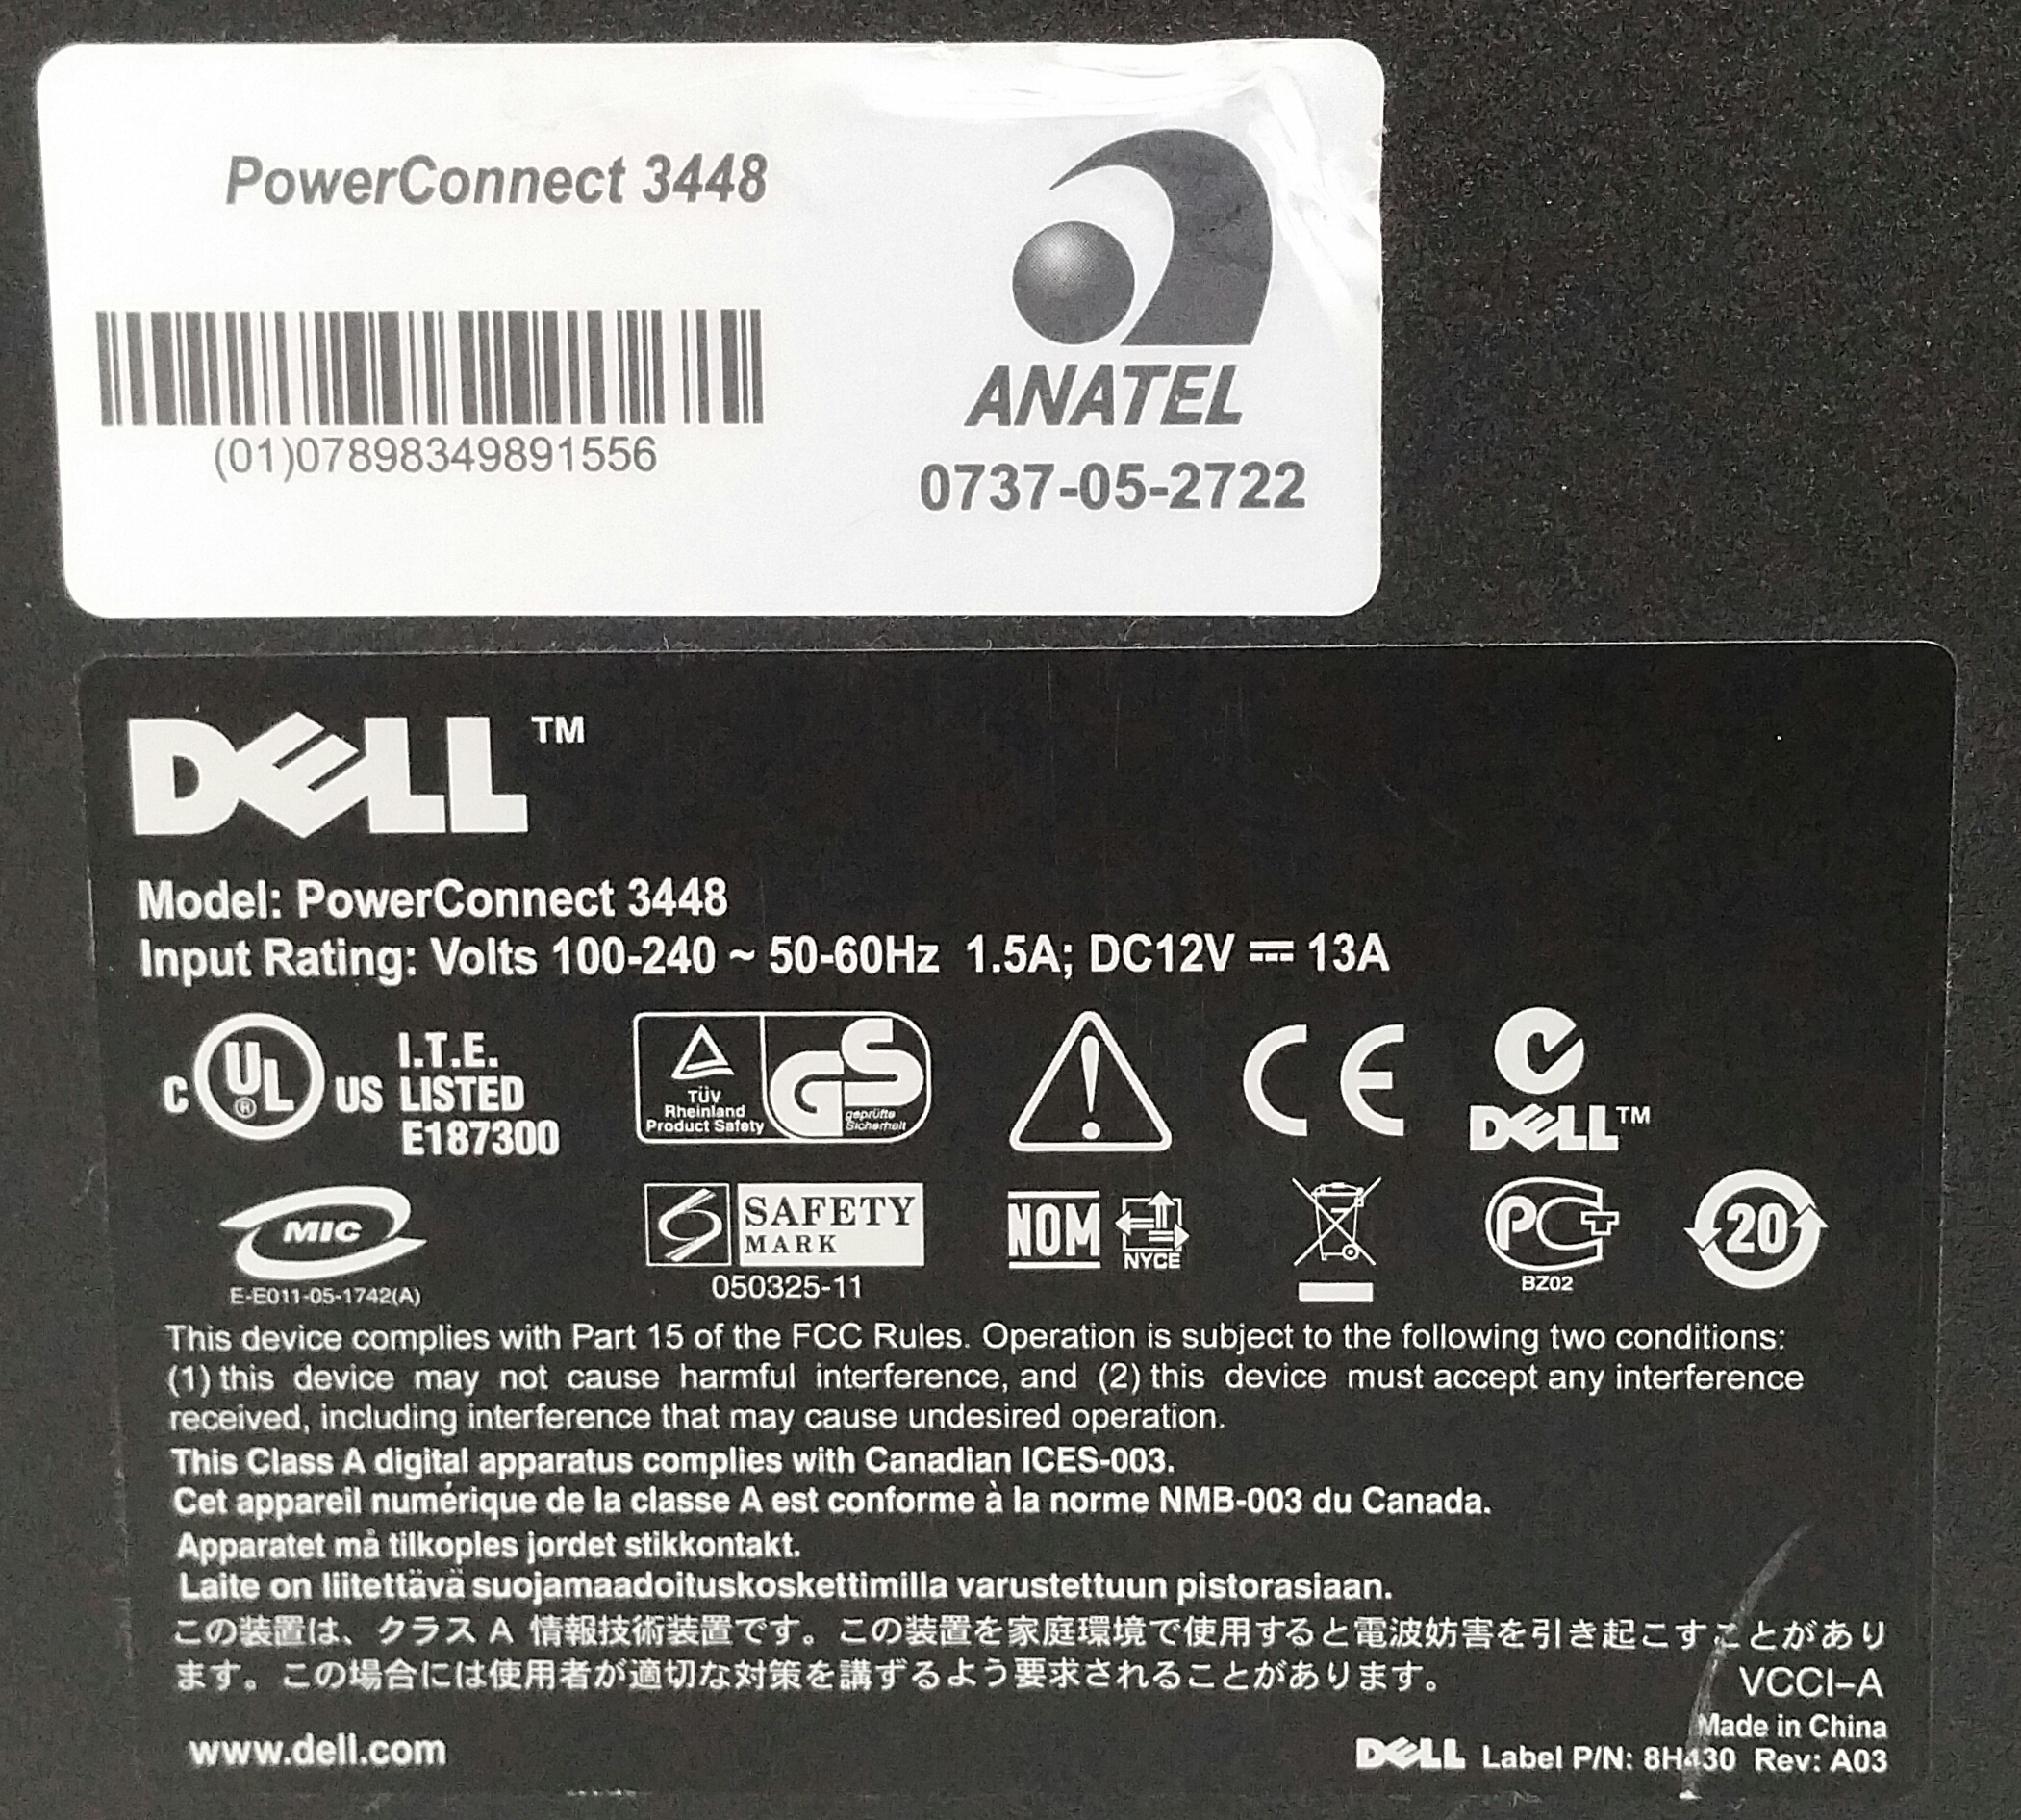 PowerConnect 3448
(01)07898349891556
ANATEL
0737-05-2722
DELL™
Model: PowerConnect 3448
Input Rating: Volts 100-240 ~ 50-60Hz 1.5A; DC12V ⎓ 13A
C UL ® US I.T.E. LISTED E187300
TÜV Rheinland Product Safety
GS geprüfte Sicherheit
CE
DELL™
MIC
E-E011-05-1742(A)
SAFETY MARK
050325-11
NOM
NYCE
PCT
BZ02
20
This device complies with Part 15 of the FCC Rules. Operation is subject to the following two conditions:
(1) this device may not cause harmful interference, and (2) this device must accept any interference
received, including interference that may cause undesired operation.
This Class A digital apparatus complies with Canadian ICES-003.
Cet appareil numérique de la classe A est conforme à la norme NMB-003 du Canada.
Apparatet må tilkoples jordet stikkontakt.
Laite on liitettävä suojamaadoituskoskettimilla varustettuun pistorasiaan.
この装置は、クラス A 情報技術装置です。この装置を家庭環境で使用すると電波妨害を引き起こすことがあり
ます。この場合には使用者が適切な対策を講ずるよう要求されることがあります。
VCCI-A
Made in China
www.dell.com
DELL Label P/N: 8H430 Rev: A03